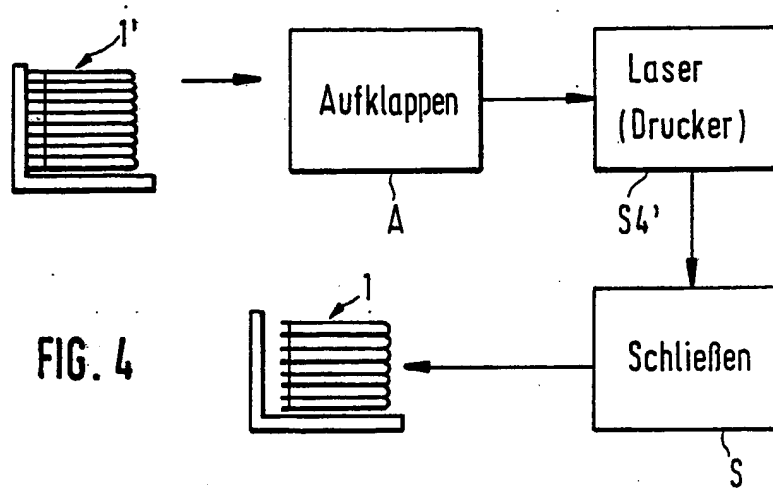 1'
Aufklappen
A
Laser
(Drucker)
S4'
1
FIG. 4
Schließen
S